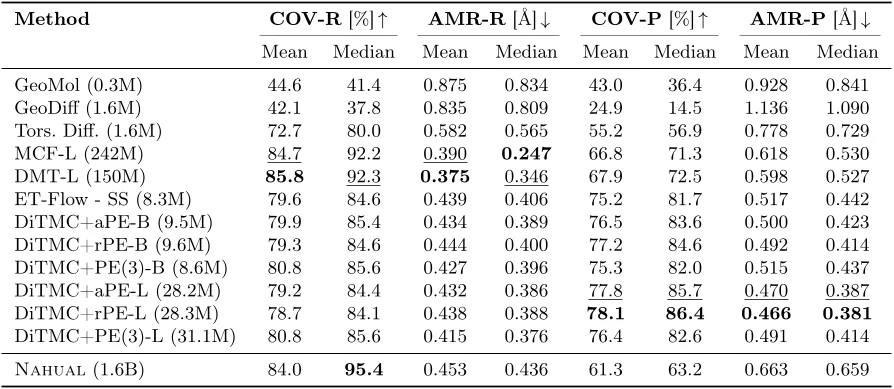 Method COV-R [%]↑ AMR-R [Å]↓ COV-P [%]↑ AMR-P [Å]↓
Mean Median Mean Median Mean Median Mean Median
GeoMol (0.3M) 44.6 41.4 0.875 0.834 43.0 36.4 0.928 0.841
GeoDiff (1.6M) 42.1 37.8 0.835 0.809 24.9 14.5 1.136 1.090
Tors. Diff. (1.6M) 72.7 80.0 0.582 0.565 55.2 56.9 0.778 0.729
MCF-L (242M) 84.7 92.2 0.390 0.247 66.8 71.3 0.618 0.530
DMT-L (150M) 85.8 92.3 0.375 0.346 67.9 72.5 0.598 0.527
ET-Flow - SS (8.3M) 79.6 84.6 0.439 0.406 75.2 81.7 0.517 0.442
DiTMC+aPE-B (9.5M) 79.9 85.4 0.434 0.389 76.5 83.6 0.500 0.423
DiTMC+rPE-B (9.6M) 79.3 84.6 0.444 0.400 77.2 84.6 0.492 0.414
DiTMC+PE(3)-B (8.6M) 80.8 85.6 0.427 0.396 75.3 82.0 0.515 0.437
DiTMC+aPE-L (28.2M) 79.2 84.4 0.432 0.386 77.8 85.7 0.470 0.387
DiTMC+rPE-L (28.3M) 78.7 84.1 0.438 0.388 78.1 86.4 0.466 0.381
DiTMC+PE(3)-L (31.1M) 80.8 85.6 0.415 0.376 76.4 82.6 0.491 0.414
NAHUAL (1.6B) 84.0 95.4 0.453 0.436 61.3 63.2 0.663 0.659